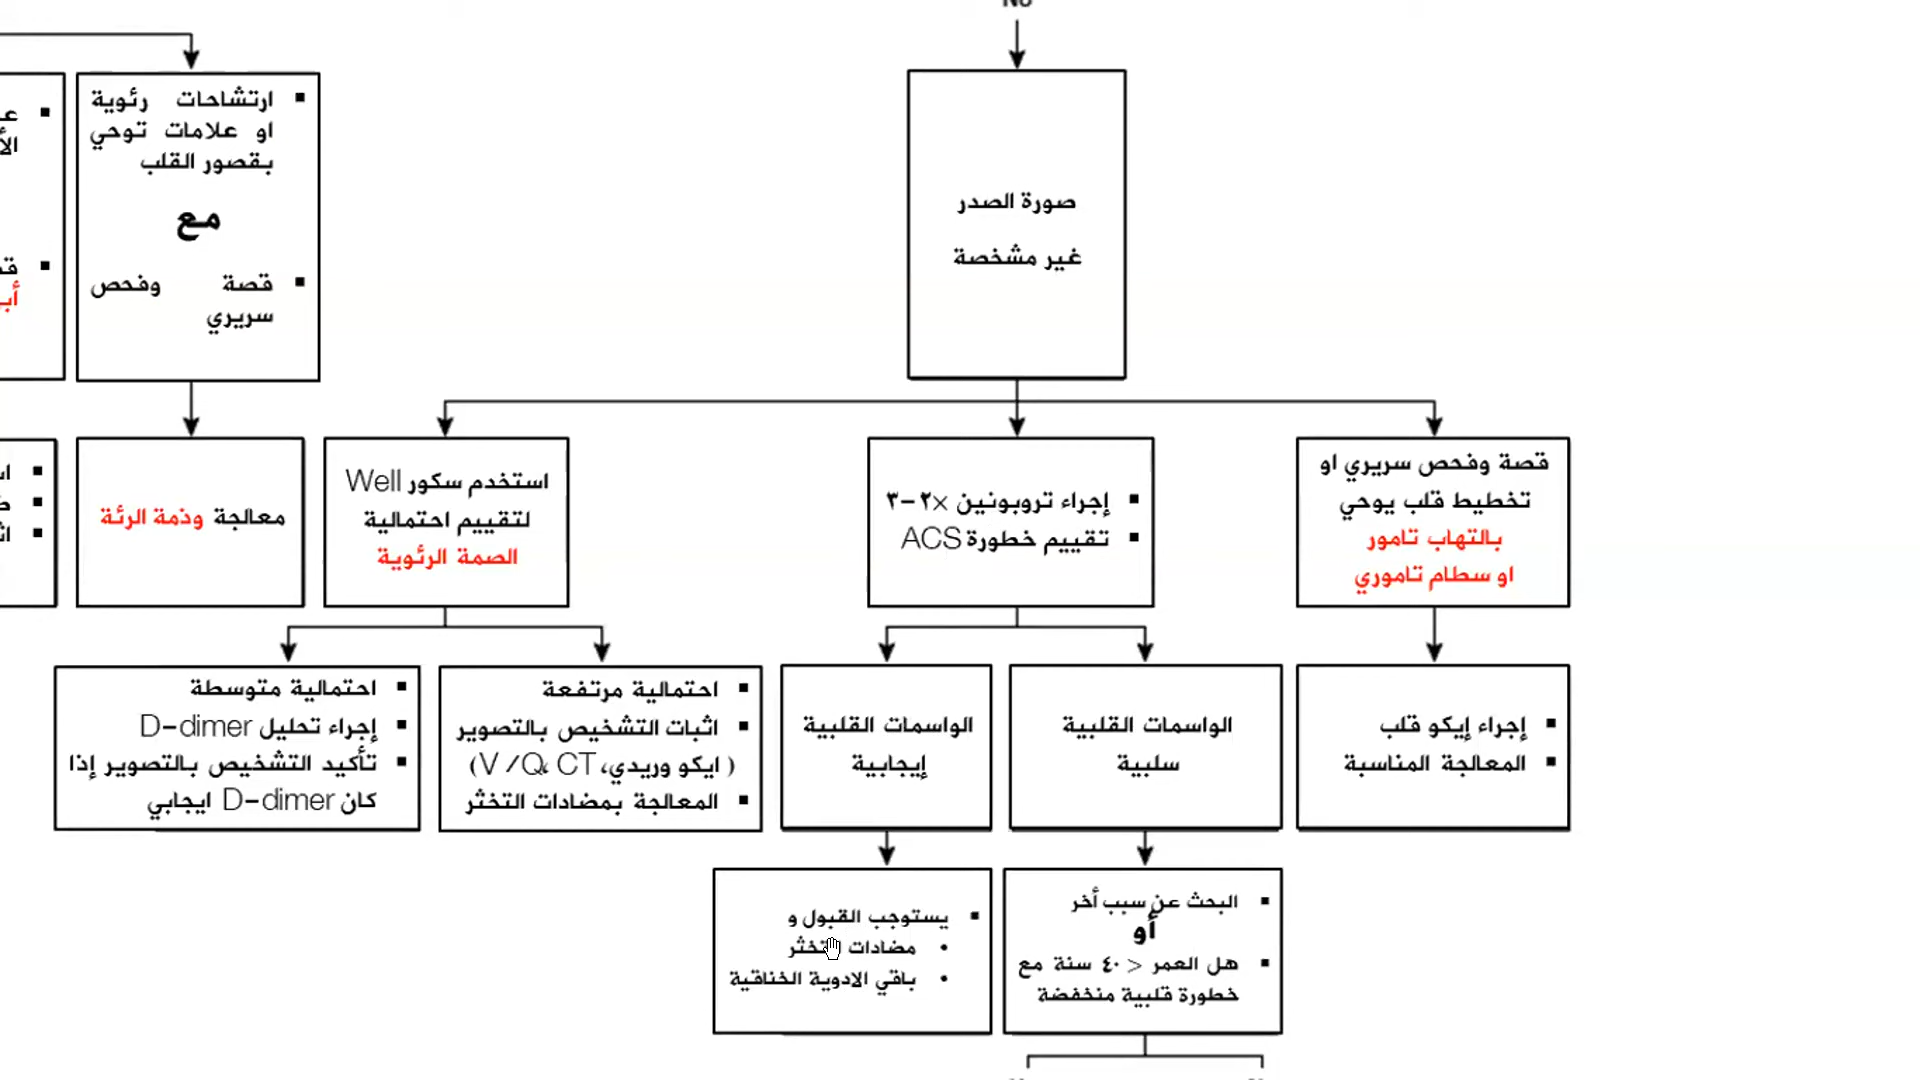 No
صورة الصدر
غير مشخصة
ارتشاحات رئوية
او علامات توحي
بقصور القلب
مع
قصة وفحص
سريري
قصة وفحص سريري او
تخطيط قلب يوحي
بالتهاب تامور
او سطام تاموري
إجراء تروبونين ×٢-٣
تقييم خطورة ACS
استخدم سكور Well
لتقييم احتمالية
الصمة الرئوية
معالجة وذمة الرئة
إجراء إيكو قلب
المعالجة المناسبة
الواسمات القلبية
سلبية
الواسمات القلبية
إيجابية
احتمالية مرتفعة
اثبات التشخيص بالتصوير
( ايكو وريدي، V/Q، CT)
المعالجة بمضادات التخثر
احتمالية متوسطة
إجراء تحليل D-dimer
تأكيد التشخيص بالتصوير إذا
كان D-dimer ايجابي
البحث عن سبب أخر
أو
هل العمر < ٤٠ سنة مع
خطورة قلبية منخفضة
يستوجب القبول و
مضادات التخثر
باقي الادوية الخناقية